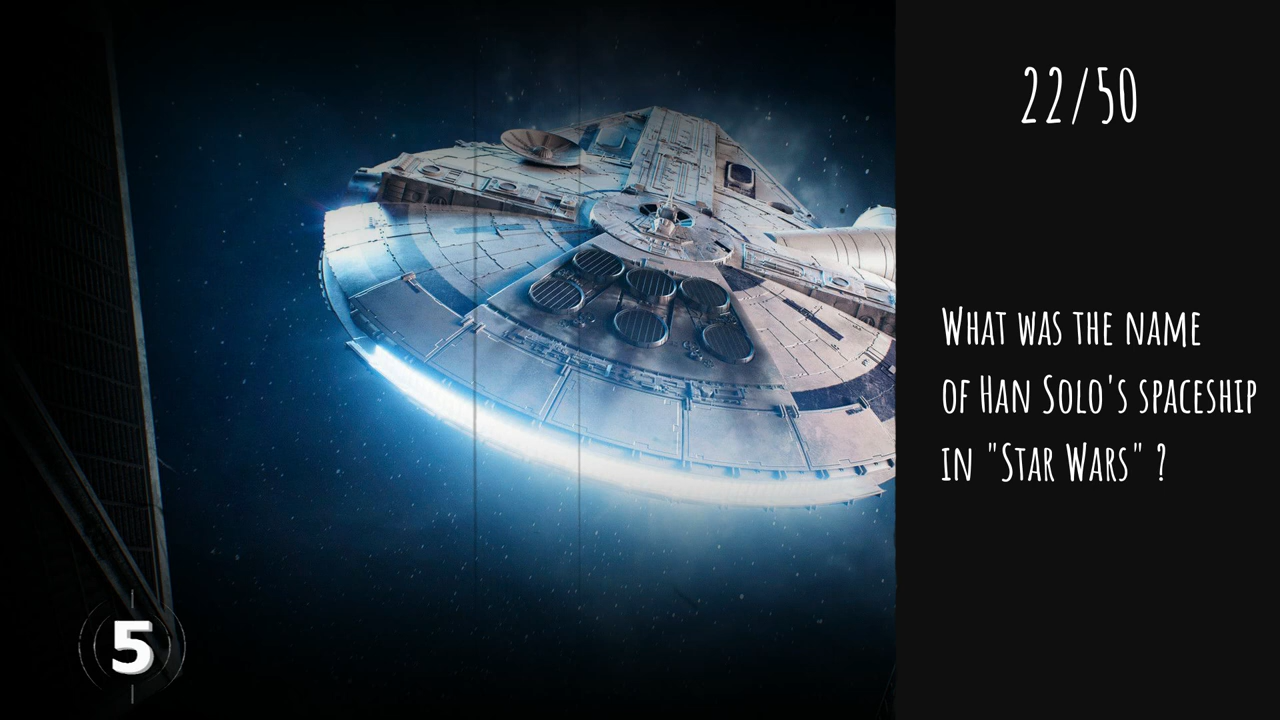 22/50
What was the name
of Han Solo's spaceship
in "Star Wars" ?
5